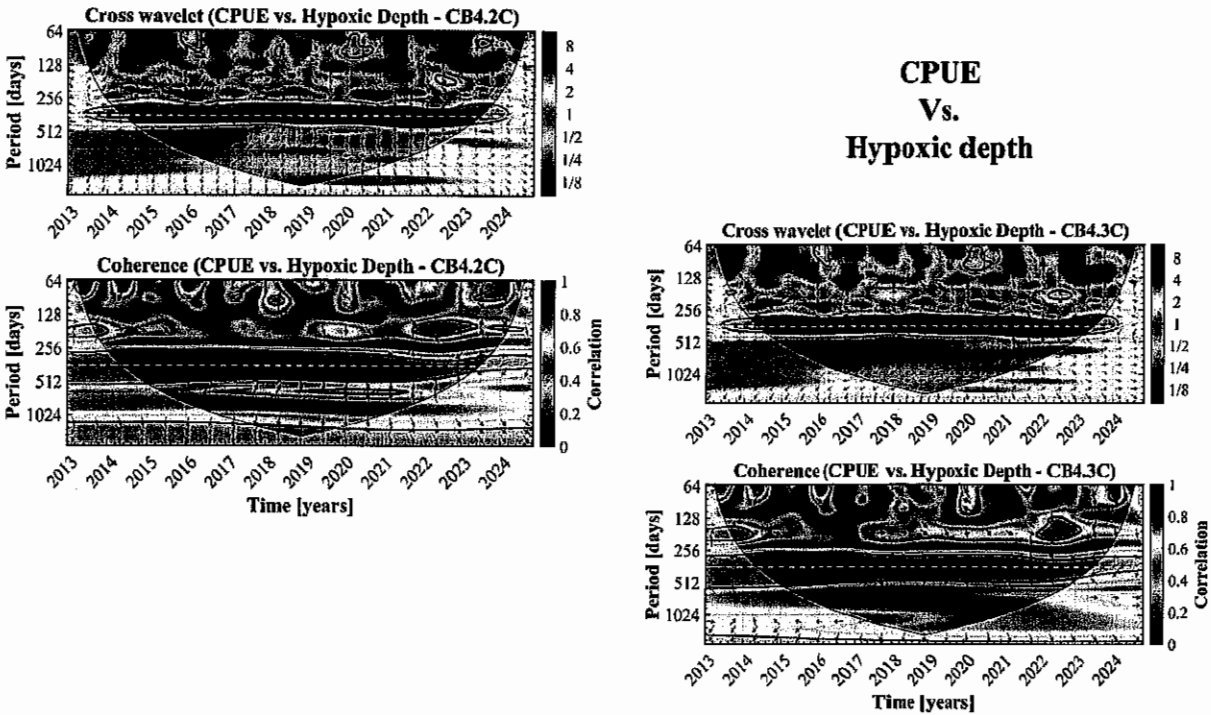 Cross wavelet (CPUE vs. Hypoxic Depth - CB4.2C)
Period [days]
64
128
256
512
1024
8
4
2
1
1/2
1/4
1/8
2013 2014 2015 2016 2017 2018 2019 2020 2021 2022 2023 2024
Coherence (CPUE vs. Hypoxic Depth - CB4.2C)
Period [days]
64
128
256
512
1024
1
0.8
0.6
0.4
0.2
0
Correlation
2013 2014 2015 2016 2017 2018 2019 2020 2021 2022 2023 2024
Time [years]
CPUE
Vs.
Hypoxic depth
Cross wavelet (CPUE vs. Hypoxic Depth - CB4.3C)
Period [days]
64
128
256
512
1024
8
4
2
1
1/2
1/4
1/8
2013 2014 2015 2016 2017 2018 2019 2020 2021 2022 2023 2024
Coherence (CPUE vs. Hypoxic Depth - CB4.3C)
Period [days]
64
128
256
512
1024
1
0.8
0.6
0.4
0.2
0
Correlation
2013 2014 2015 2016 2017 2018 2019 2020 2021 2022 2023 2024
Time [years]